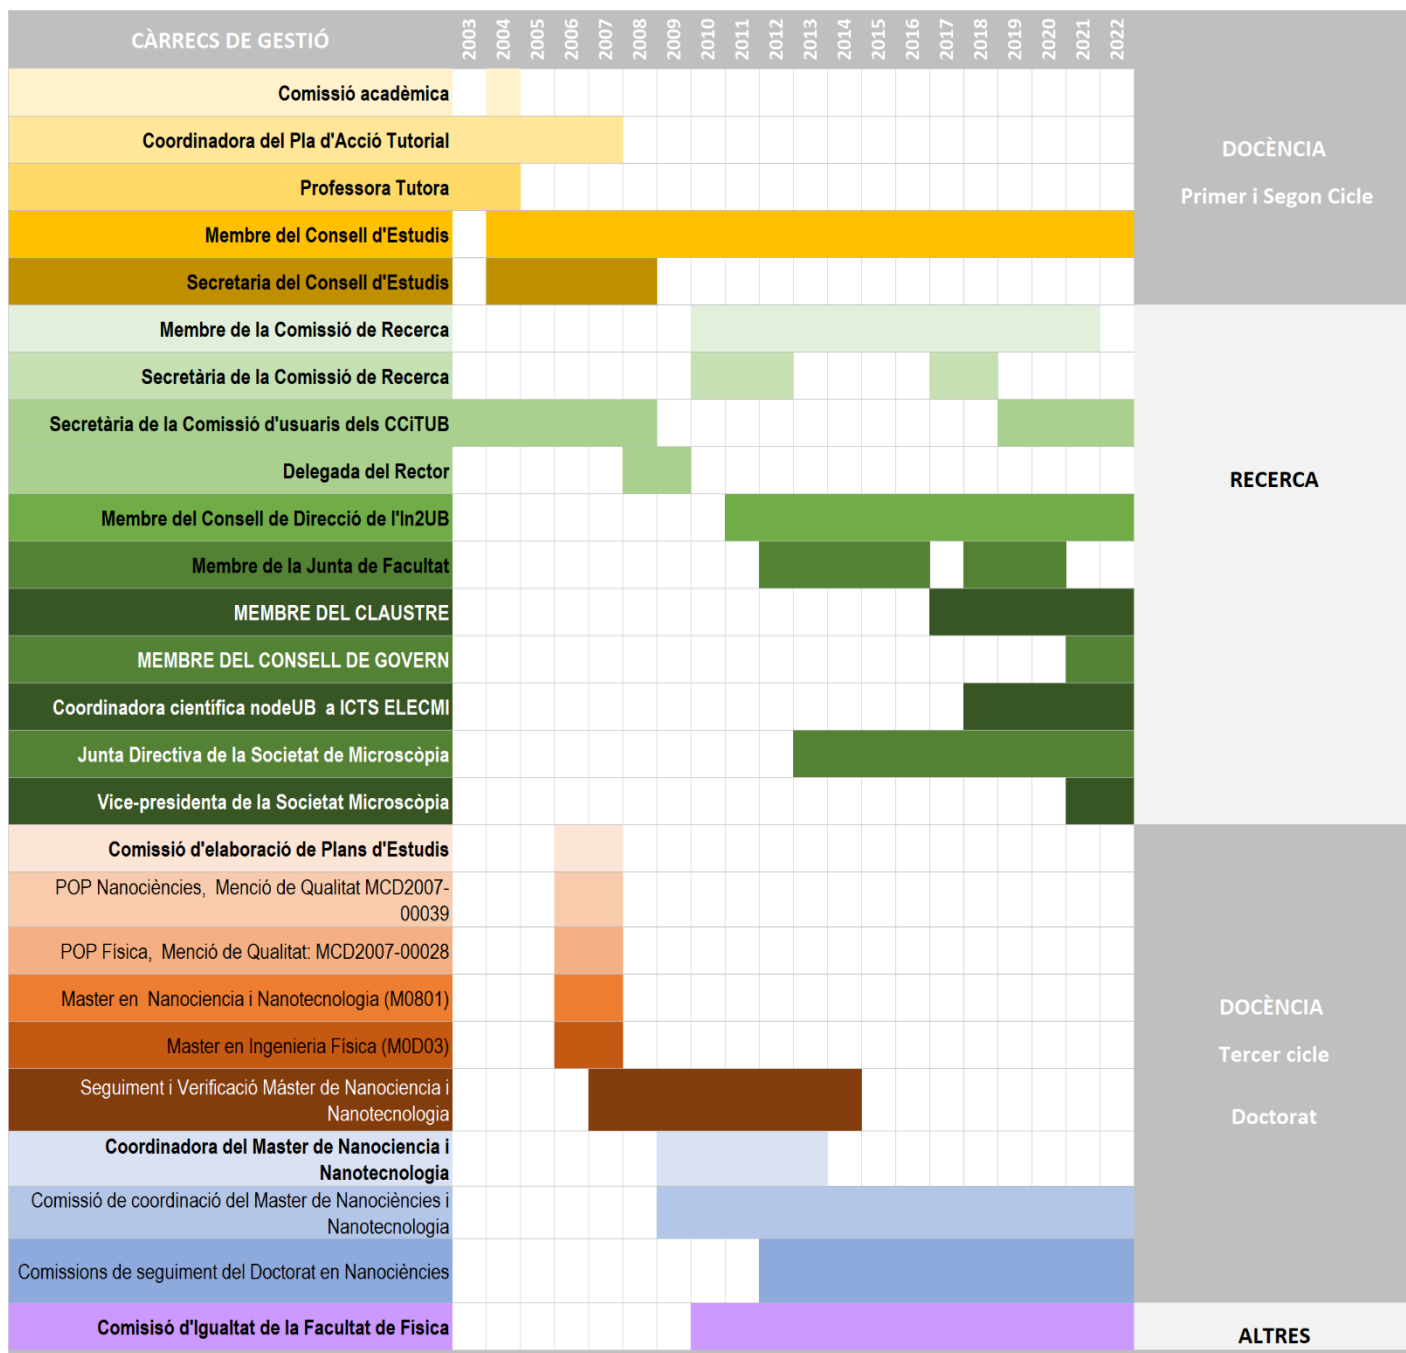 CÀRRECS DE GESTIÓ 2003 2004 2005 2006 2007 2008 2009 2010 2011 2012 2013 2014 2015 2016 2017 2018 2019 2020 2021 2022
Comissió acadèmica
Coordinadora del Pla d'Acció Tutorial
Professora Tutora
Membre del Consell d'Estudis
Secretaria del Consell d'Estudis
DOCÈNCIA
Primer i Segon Cicle
Membre de la Comissió de Recerca
Secretària de la Comissió de Recerca
Secretària de la Comissió d'usuaris dels CCiTUB
Delegada del Rector
Membre del Consell de Direcció de l'In2UB
Membre de la Junta de Facultat
MEMBRE DEL CLAUSTRE
MEMBRE DEL CONSELL DE GOVERN
Coordinadora científica nodeUB a ICTS ELECMI
Junta Directiva de la Societat de Microscòpia
Vice-presidenta de la Societat Microscòpia
RECERCA
Comissió d'elaboració de Plans d'Estudis
POP Nanociències, Menció de Qualitat MCD2007-
00039
POP Física, Menció de Qualitat: MCD2007-00028
Master en Nanociencia i Nanotecnologia (M0801)
Master en Ingenieria Física (M0D03)
Seguiment i Verificació Máster de Nanociencia i
Nanotecnologia
Coordinadora del Master de Nanociencia i
Nanotecnologia
Comissió de coordinació del Master de Nanociències i
Nanotecnologia
Comissions de seguiment del Doctorat en Nanociències
DOCÈNCIA
Tercer cicle
Doctorat
Comisisó d'Igualtat de la Facultat de Física
ALTRES